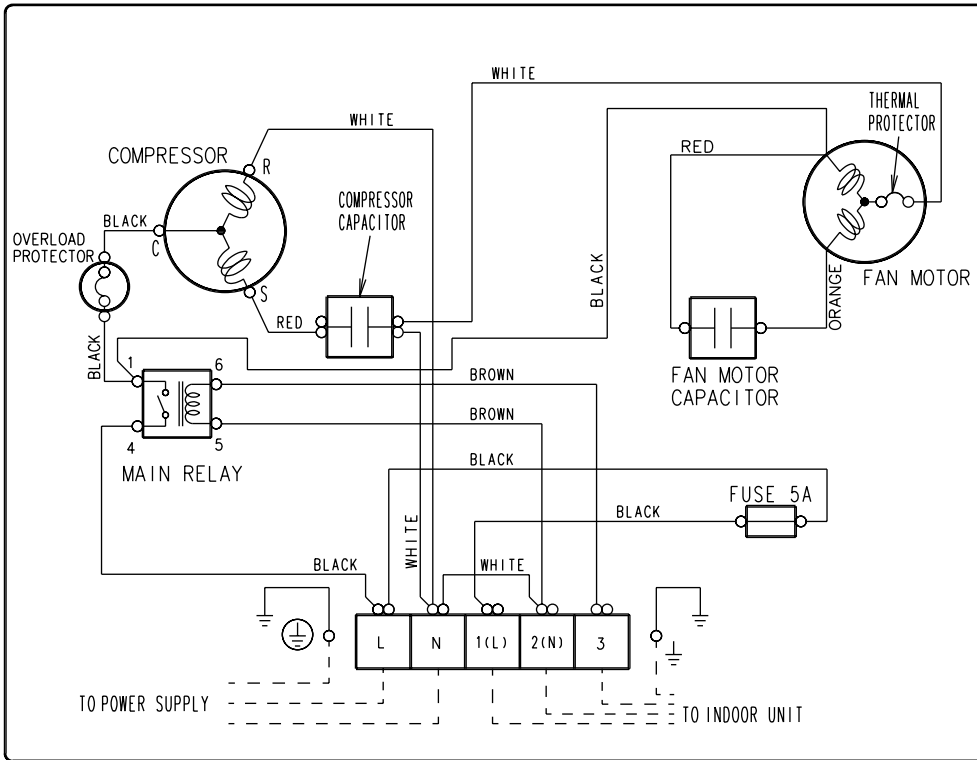 WHITE
THERMAL
PROTECTOR
WHITE
RED
COMPRESSOR
R
COMPRESSOR
CAPACITOR
BLACK
C
OVERLOAD
PROTECTOR
BLACK
FAN MOTOR
S
RED
ORANGE
BLACK
1
6
BROWN
FAN MOTOR
CAPACITOR
BROWN
4
5
MAIN RELAY
BLACK
FUSE 5A
BLACK
WHITE
BLACK
WHITE
L
N
1(L)
2(N)
3
TO POWER SUPPLY
TO INDOOR UNIT